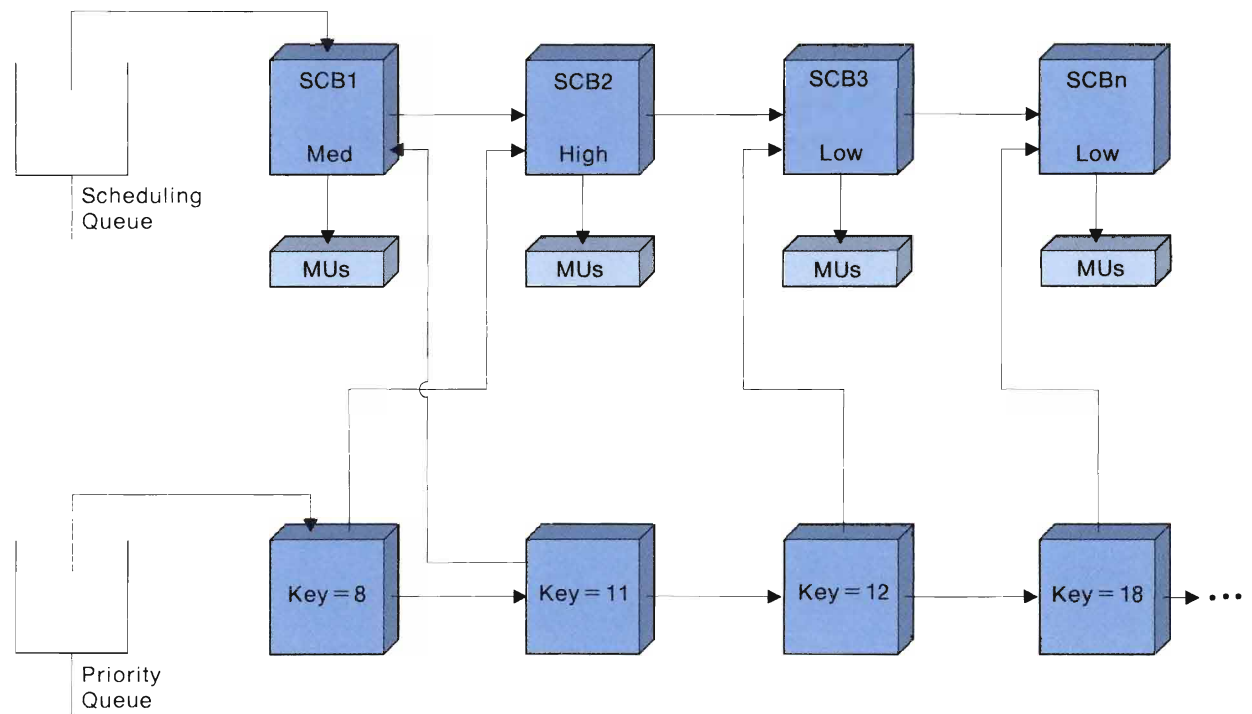 SCB1
Med
SCB2
High
SCB3
Low
SCBn
Low
Scheduling
Queue
MUs
MUs
MUs
MUs
Key = 8
Key = 11
Key = 12
Key = 18
•••
Priority
Queue